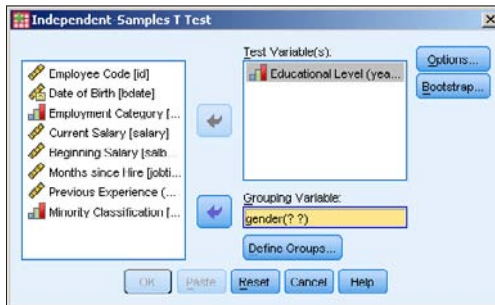 Independent-Samples T Test
Employee Code [id]
Date of Birth [bdate]
Employment Category [...
Current Salary [salary]
Beginning Salary [salb...
Months since Hire [jobti...
Previous Experience (...
Minority Classification [...
Test Variable(s):
Educational Level (yea...
Grouping Variable:
gender(? ?)
Define Groups...
Options...
Bootstrap...
OK Paste Reset Cancel Help